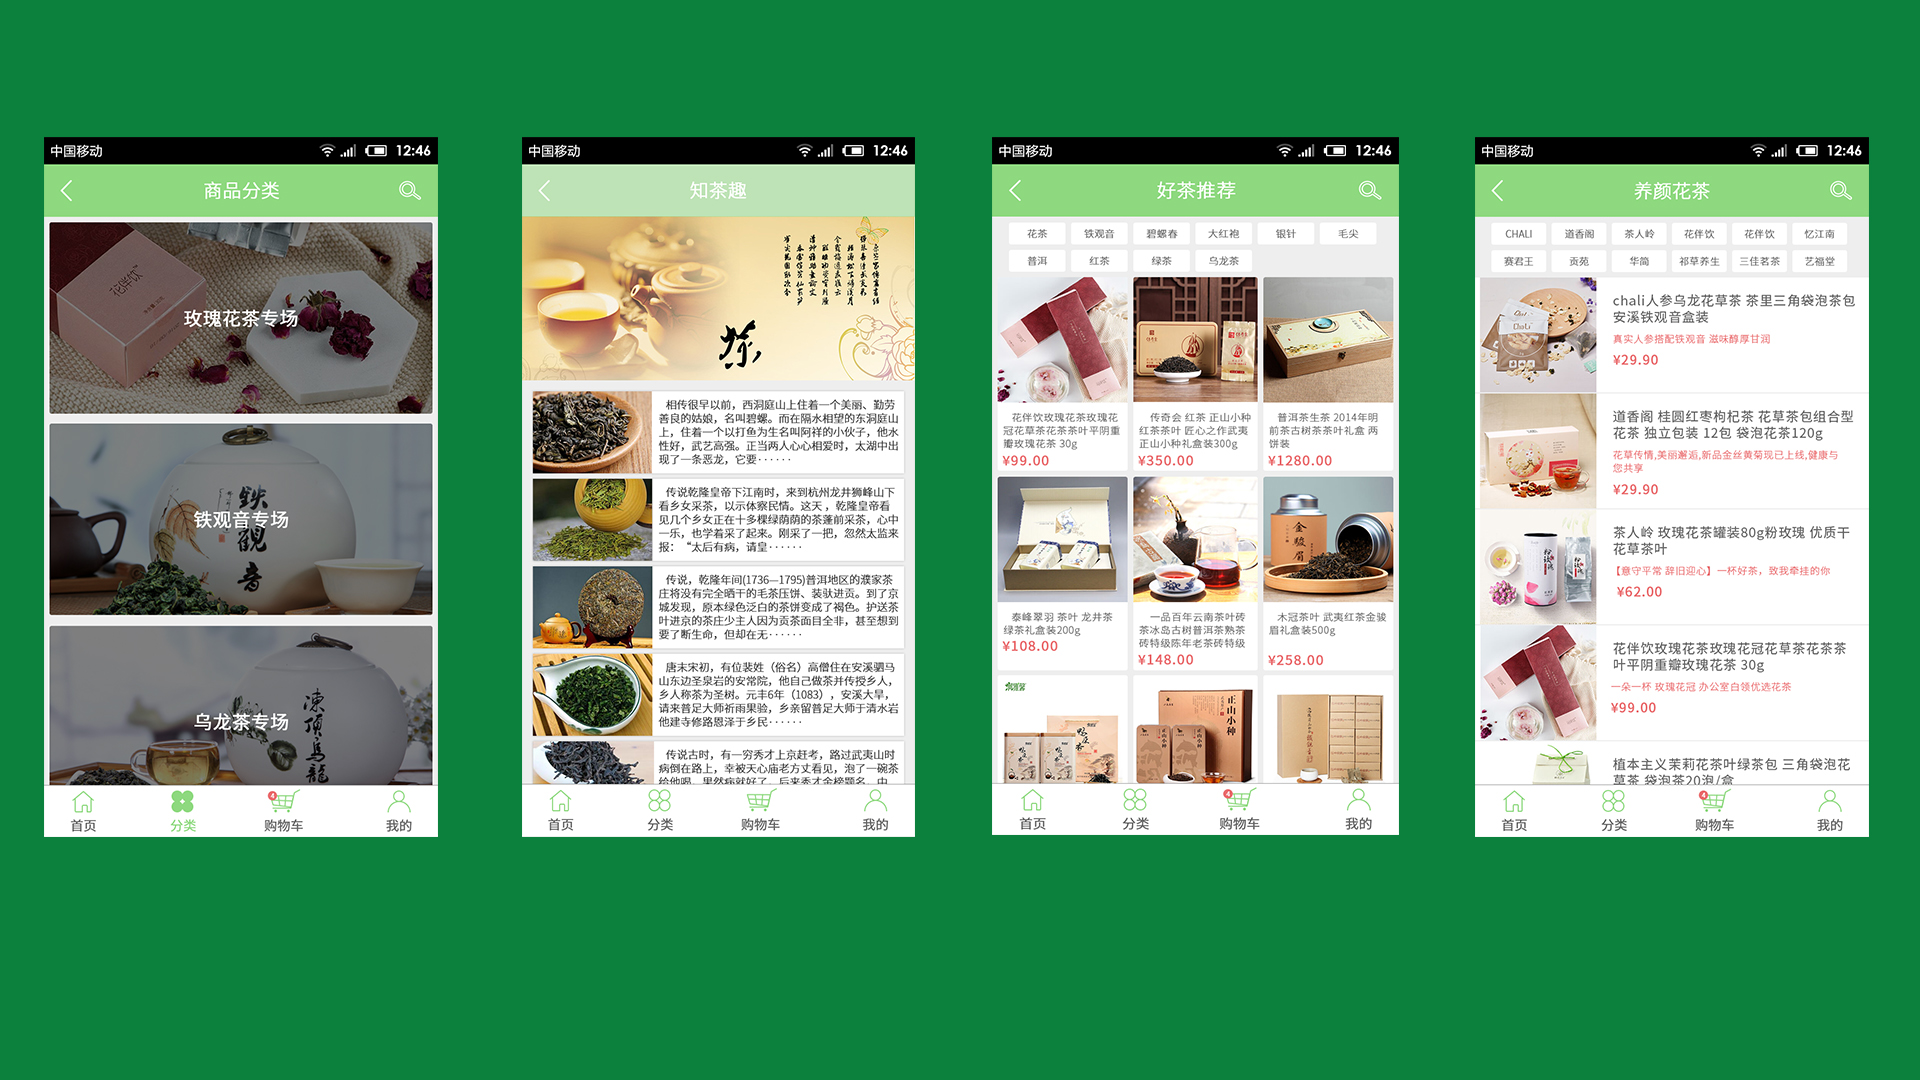 中国移动
12:46
商品分类
花伴饮
玫瑰花茶专场
铁观音
铁观音专场
凍頂烏龍
乌龙茶专场
首页
分类
4
购物车
我的
中国移动
12:46
知茶趣
茶
相传很早以前，西洞庭山上住着一个美丽、勤劳
善良的姑娘，名叫碧螺。而在隔水相望的东洞庭山
上，住着一个以打鱼为生名叫阿祥的小伙子，他水
性好，武艺高强。正当两人心心相爱时，太湖中出
现了一条恶龙，它要······
传说乾隆皇帝下江南时，来到杭州龙井狮峰山下
看乡女采茶，以示体察民情。这天 ，乾隆皇帝看
见几个乡女正在十多棵绿荫荫的茶蓬前采茶，心中
一乐，也学着采了起来。刚采了一把，忽然太监来
报：“太后有病，请皇······
传说，乾隆年间(1736—1795)普洱地区的濮家茶
庄将没有完全晒干的毛茶压饼、装驮进贡。到了京
城发现，原本绿色泛白的茶饼变成了褐色。护送茶
叶进京的茶庄少主人因为贡茶面目全非，甚至想到
要了断生命，但却在无······
唐末宋初，有位裴姓（俗名）高僧住在安溪驷马
山东边圣泉岩的安常院，他自己做茶并传授乡人，
乡人称茶为圣树。元丰6年（1083），安溪大旱，
请来普足大师祈雨果验，乡亲留普足大师于清水岩
他建寺修路恩泽于乡民······
传说古时，有一穷秀才上京赶考，路过武夷山时
病倒在路上，幸被天心庙老方丈看见，泡了一碗茶
给他喝，果然病就好了，后来秀才金榜题名，中
首页
分类
购物车
我的
中国移动
12:46
好茶推荐
花茶
铁观音
碧螺春
大红袍
银针
毛尖
普洱
红茶
绿茶
乌龙茶
花伴饮玫瑰花茶玫瑰花
冠花草茶花茶茶叶平阴重
瓣玫瑰花茶 30g
¥99.00
传奇会 红茶 正山小种
红茶茶叶 匠心之作武夷
正山小种礼盒装300g
¥350.00
普洱茶生茶 2014年明
前茶古树茶茶叶礼盒 两
饼装
¥1280.00
金骏眉
泰峰翠羽 茶叶 龙井茶
绿茶礼盒装200g
¥108.00
一品百年云南茶叶砖
茶冰岛古树普洱茶熟茶
砖特级陈年老茶砖特级
¥148.00
木冠茶叶 武夷红茶金骏
眉礼盒装500g
¥258.00
正山小种
首页
分类
4
购物车
我的
中国移动
12:46
养颜花茶
CHALI
道香阁
茶人岭
花伴饮
花伴饮
忆江南
赛君王
贡苑
华简
祁草养生
三佳茗茶
艺福堂
chali人参乌龙花草茶 茶里三角袋泡茶包
安溪铁观音盒装
真实人参搭配铁观音 滋味醇厚甘润
¥29.90
道香阁 桂圆红枣枸杞茶 花草茶包组合型
花茶 独立包装 12包 袋泡花茶120g
花草传情,美丽邂逅,新品金丝黄菊现已上线,健康与
您共享
¥29.90
茶人岭 玫瑰花茶罐装80g粉玫瑰 优质干
花草茶叶
【意守平常 辞旧迎心】一杯好茶，致我牵挂的你
¥62.00
花伴饮玫瑰花茶玫瑰花冠花草茶花茶茶
叶平阴重瓣玫瑰花茶 30g
一朵一杯 玫瑰花冠 办公室白领优选花茶
¥99.00
植本主义茉莉花茶叶绿茶包 三角袋泡花
草茶 袋泡茶20泡/盒
首页
分类
4
购物车
我的